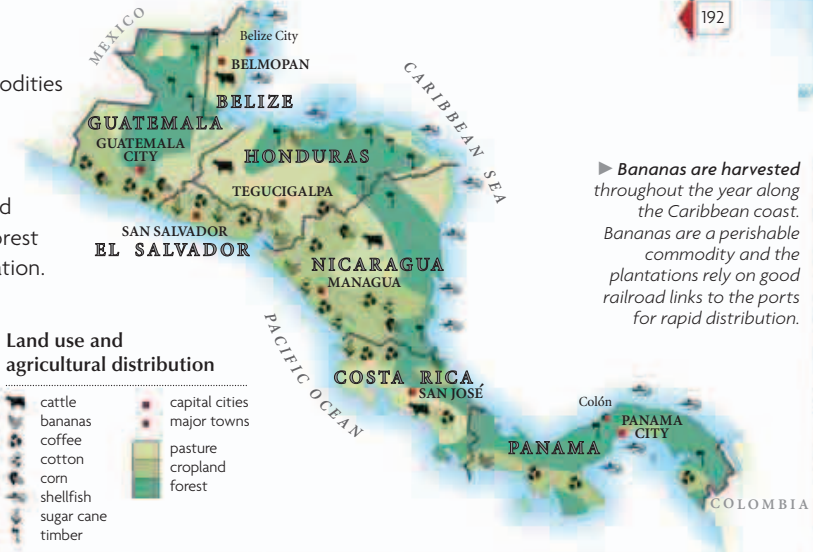 192
MEXICO
Belize City
BELMOPAN
BELIZE
odities
GUATEMALA
GUATEMALA
CITY
CARIBBEAN SEA
HONDURAS
TEGUCIGALPA
d
orest
ation.
SAN SALVADOR
EL SALVADOR
NICARAGUA
MANAGUA
▶ Bananas are harvested
throughout the year along
the Caribbean coast.
Bananas are a perishable
commodity and the
plantations rely on good
railroad links to the ports
for rapid distribution.
PACIFIC OCEAN
COSTA RICA
SAN JOSÉ
Colón
PANAMA
CITY
PANAMA
COLOMBIA
Land use and
agricultural distribution
cattle
bananas
coffee
cotton
corn
shellfish
sugar cane
timber
capital cities
major towns
pasture
cropland
forest